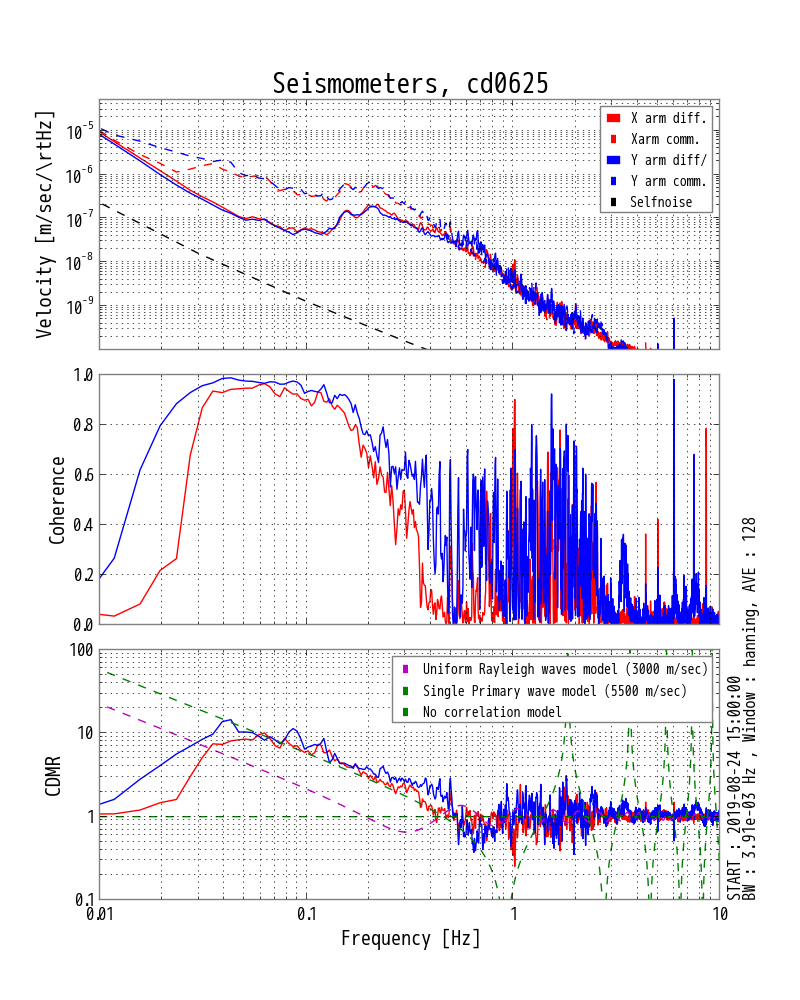 Seismometers, cd0625
Velocity [m/sec/\rtHz]
10^-5
10^-6
10^-7
10^-8
10^-9
X arm diff.
Xarm comm.
Y arm diff/
Y arm comm.
Selfnoise
Coherence
1.0
0.8
0.6
0.4
0.2
0.0
CDMR
100
10
1
0.1
Uniform Rayleigh waves model (3000 m/sec)
Single Primary wave model (5500 m/sec)
No correlation model
0.01
0.1
1
10
Frequency [Hz]
START : 2019-08-24 15:00:00
BW : 3.91e-03 Hz , Window : hanning, AVE : 128